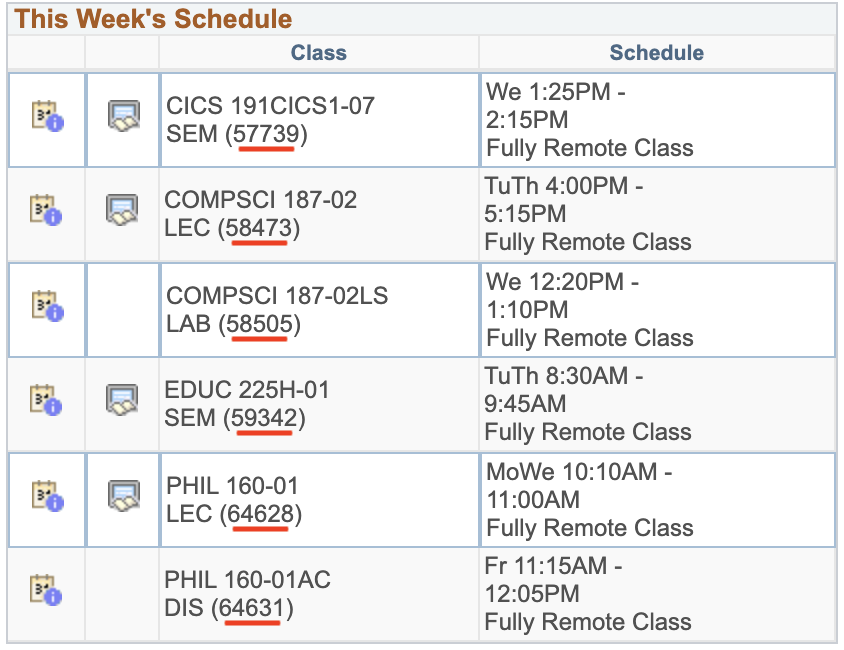 This Week's Schedule
Class Schedule
CICS 191CICS1-07
SEM (57739)
We 1:25PM -
2:15PM
Fully Remote Class
COMPSCI 187-02
LEC (58473)
TuTh 4:00PM -
5:15PM
Fully Remote Class
COMPSCI 187-02LS
LAB (58505)
We 12:20PM -
1:10PM
Fully Remote Class
EDUC 225H-01
SEM (59342)
TuTh 8:30AM -
9:45AM
Fully Remote Class
PHIL 160-01
LEC (64628)
MoWe 10:10AM -
11:00AM
Fully Remote Class
PHIL 160-01AC
DIS (64631)
Fr 11:15AM -
12:05PM
Fully Remote Class